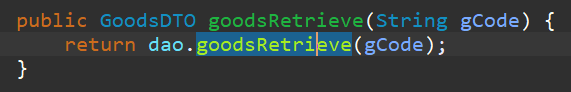 public GoodsDTO goodsRetrieve(String gCode) {
    return dao.goodsRetrieve(gCode);
}